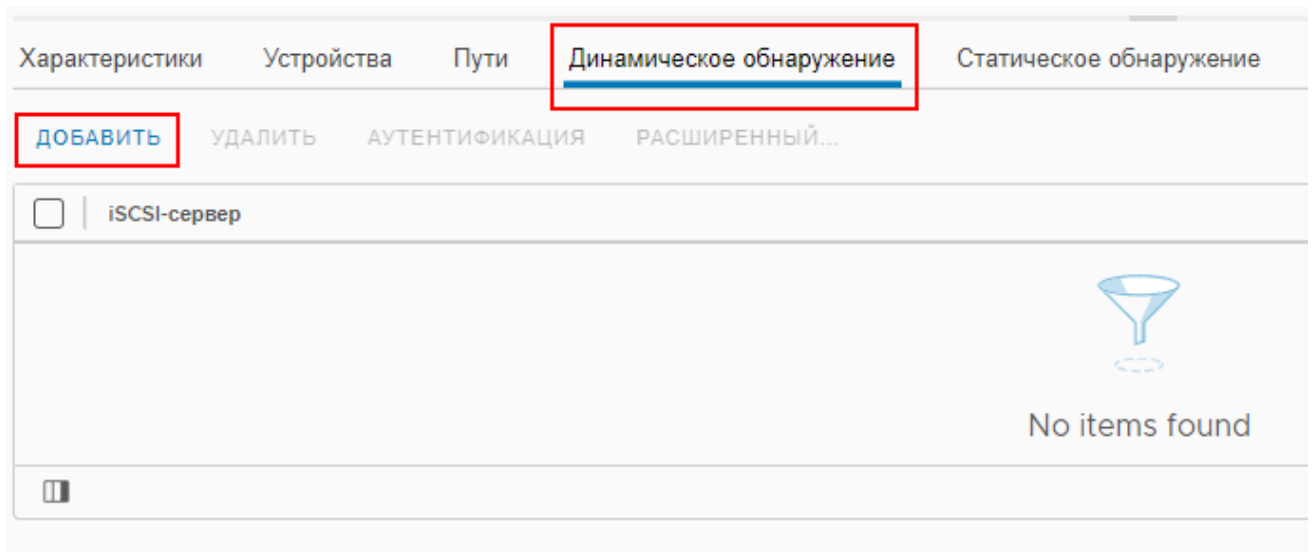 Характеристики Устройства Пути Динамическое обнаружение Статическое обнаружение
ДОБАВИТЬ УДАЛИТЬ АУТЕНТИФИКАЦИЯ РАСШИРЕННЫЙ...
iSCSI-сервер
No items found